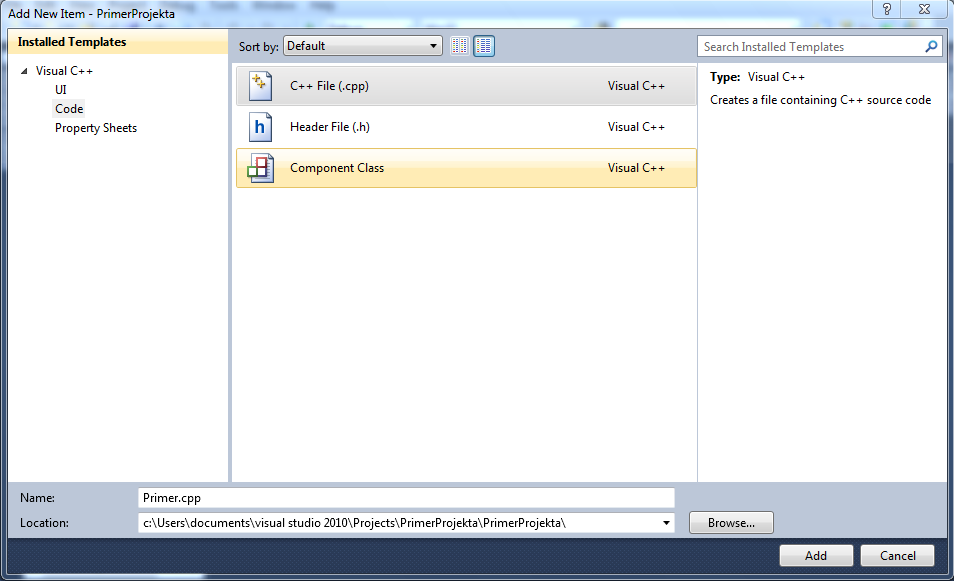 Add New Item - PrimerProjekta
Installed Templates
Sort by: Default
Search Installed Templates
Visual C++
UI
Code
Property Sheets
C++ File (.cpp) Visual C++
Header File (.h) Visual C++
Component Class Visual C++
Type: Visual C++
Creates a file containing C++ source code
Name: Primer.cpp
Location: c:\Users\documents\visual studio 2010\Projects\PrimerProjekta\PrimerProjekta\
Browse...
Add Cancel